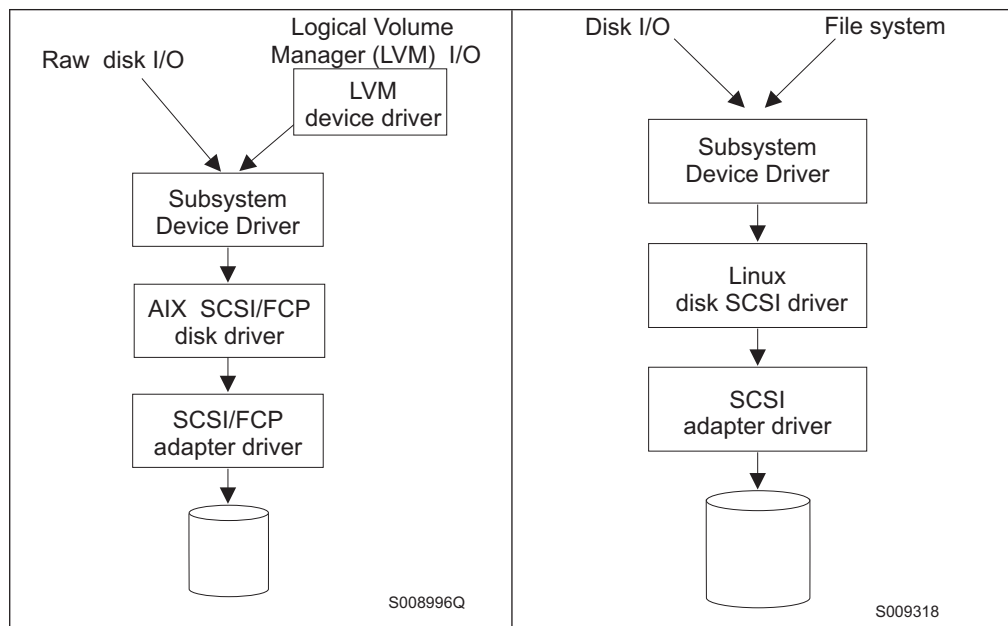 Raw disk I/O
Logical Volume
Manager (LVM) I/O
LVM
device driver
Subsystem
Device Driver
AIX SCSI/FCP
disk driver
SCSI/FCP
adapter driver
S008996Q
Disk I/O
File system
Subsystem
Device Driver
Linux
disk SCSI driver
SCSI
adapter driver
S009318